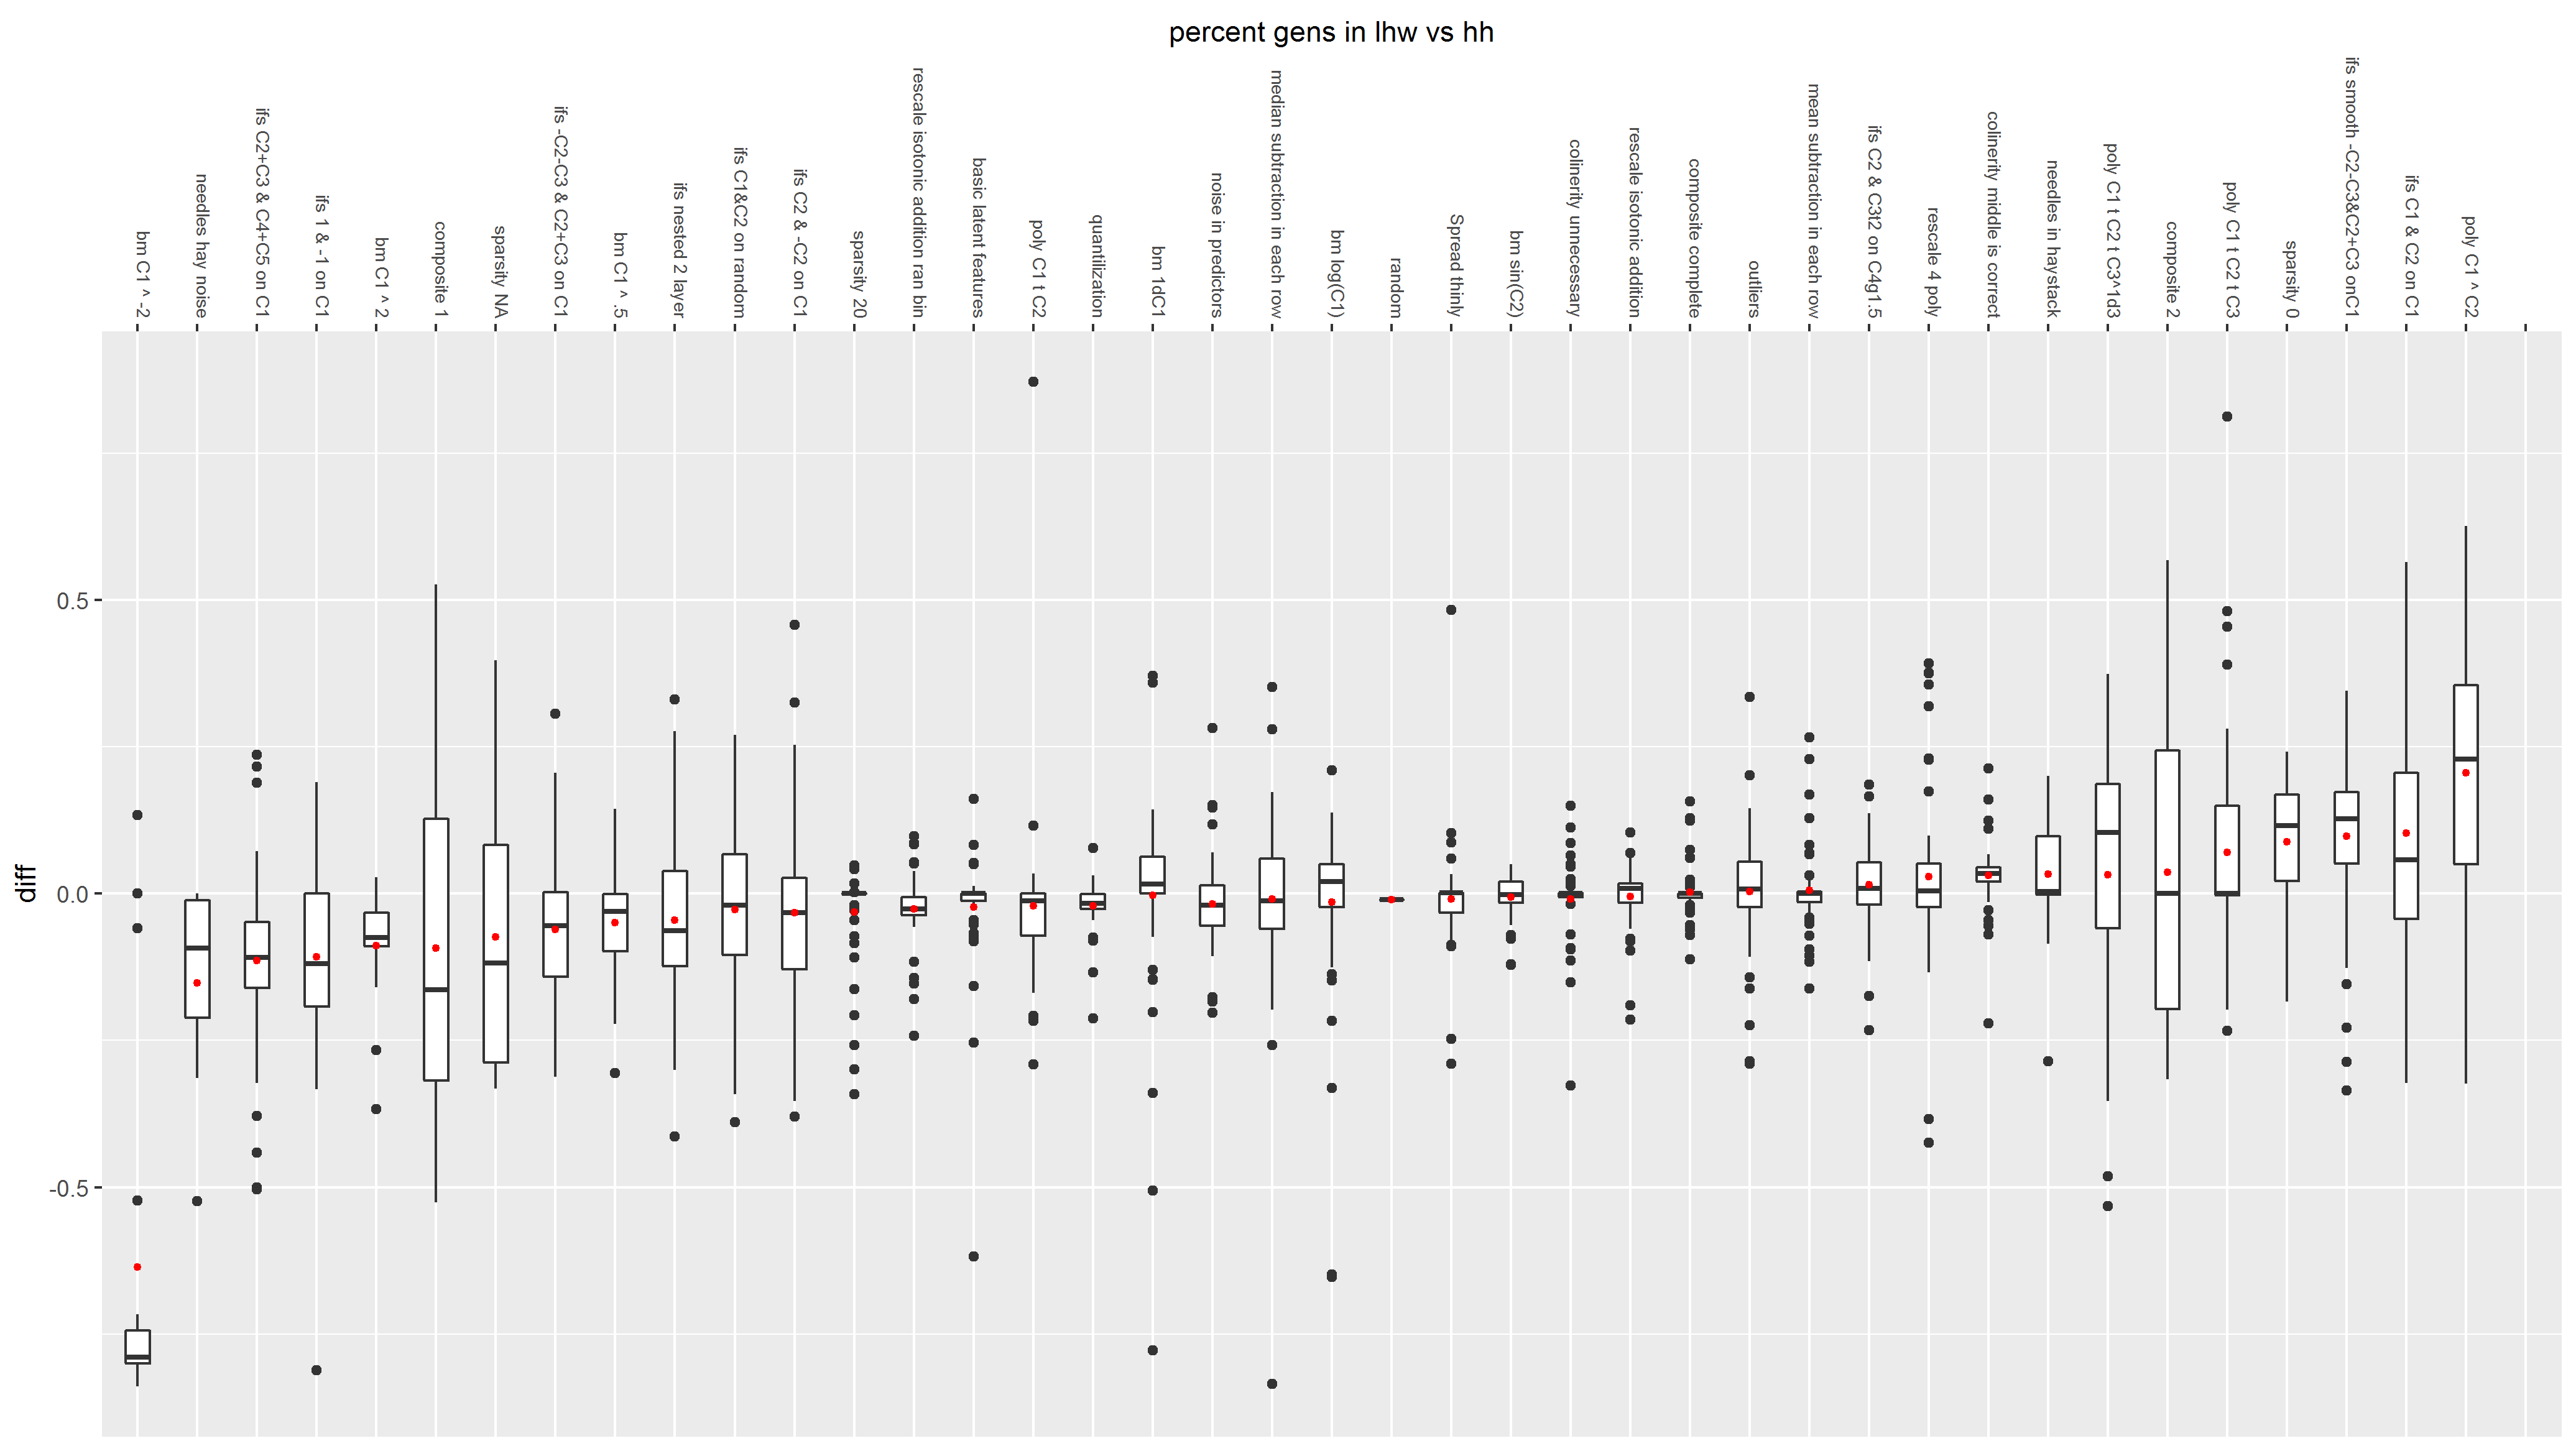 percent gens in lhw vs hh
bm C1 ^ -2
needles hay noise
ifs C2+C3 & C4+C5 on C1
ifs 1 & -1 on C1
bm C1 ^ 2
composite 1
sparsity NA
ifs -C2-C3 & C2+C3 on C1
bm C1 ^ .5
ifs nested 2 layer
ifs C1&C2 on random
ifs C2 & -C2 on C1
sparsity 20
rescale isotonic addition ran bin
basic latent features
poly C1 t C2
quantilization
bm 1dC1
noise in predictors
median subtraction in each row
bm log(C1)
random
Spread thinly
bm sin(C2)
colinerity unnecessary
rescale isotonic addition
composite complete
outliers
mean subtraction in each row
ifs C2 & C3t2 on C4g1.5
rescale 4 poly
colinerity middle is correct
needles in haystack
poly C1 t C2 t C3^1d3
composite 2
poly C1 t C2 t C3
sparsity 0
ifs smooth -C2-C3&C2+C3 onC1
ifs C1 & C2 on C1
poly C1 ^ C2
0.5
0.0
-0.5
diff